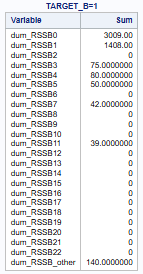 TARGET_B=1
Variable Sum
dum_RSSB0 3009.00
dum_RSSB1 1408.00
dum_RSSB2 0
dum_RSSB3 75.0000000
dum_RSSB4 80.0000000
dum_RSSB5 50.0000000
dum_RSSB6 0
dum_RSSB7 42.0000000
dum_RSSB8 0
dum_RSSB9 0
dum_RSSB10 0
dum_RSSB11 39.0000000
dum_RSSB12 0
dum_RSSB13 0
dum_RSSB14 0
dum_RSSB15 0
dum_RSSB16 0
dum_RSSB17 0
dum_RSSB18 0
dum_RSSB19 0
dum_RSSB20 0
dum_RSSB21 0
dum_RSSB22 0
dum_RSSB_other 140.0000000